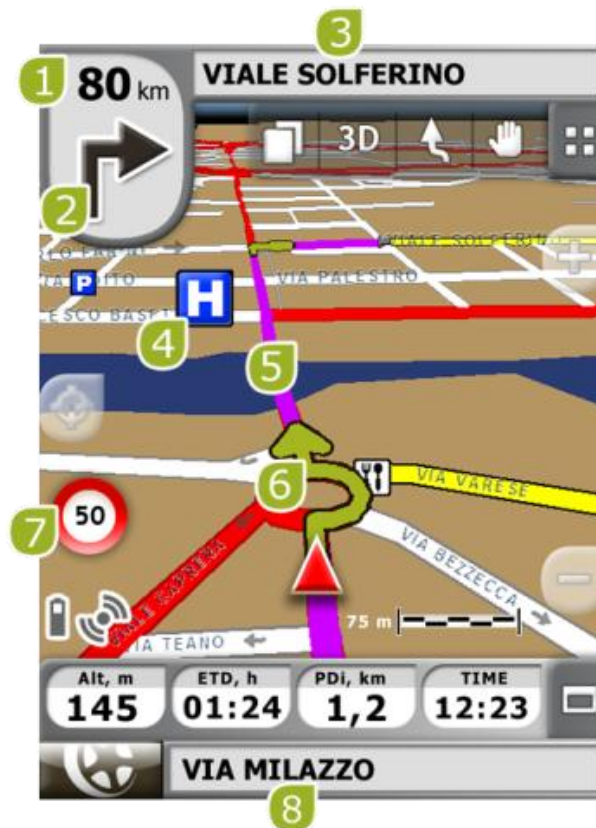 3
1
80 km
VIALE SOLFERINO
3D
2
VIALE SOLFERIN
P
VIA PALESTRO
H
4
5
6
VIA VARESE
7
50
VIA BEZZECCA
75 m
VIA TEANO
Alt, m
ETD, h
PDi, km
TIME
145
01:24
1,2
12:23
VIA MILAZZO
8